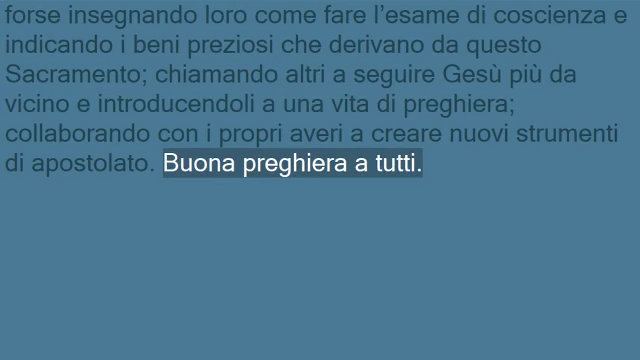 forse insegnando loro come fare l’esame di coscienza e
indicando i beni preziosi che derivano da questo
Sacramento; chiamando altri a seguire Gesù più da
vicino e introducendoli a una vita di preghiera;
collaborando con i propri averi a creare nuovi strumenti
di apostolato. Buona preghiera a tutti.